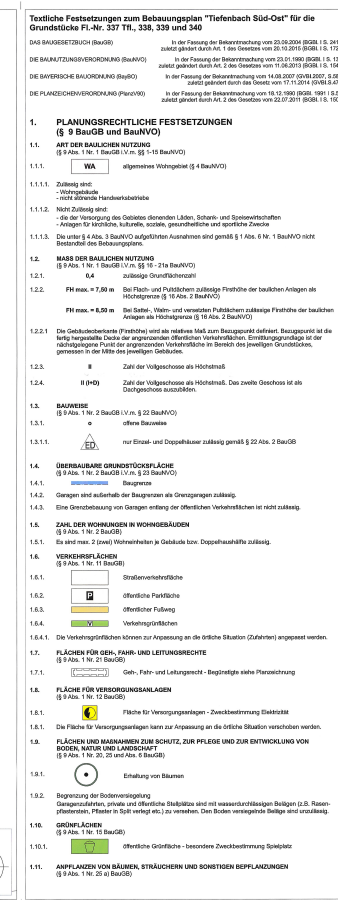 Textliche Festsetzungen zum Bebauungsplan "Tiefenbach Süd-Ost" für die
Grundstücke Fl.-Nr. 337 Tfl., 338, 339 und 340
DAS BAUGESETZBUCH (BauGB) In der Fassung der Bekanntmachung vom 23.09.2004 (BGBl. I S. 241
zuletzt geändert durch Art. 1 des Gesetzes vom 20.10.2015 (BGBl. I S. 172
DIE BAUNUTZUNGSVERORDNUNG (BauNVO) In der Fassung der Bekanntmachung vom 23.01.1990 (BGBl. I S. 13
zuletzt geändert durch Art. 2 des Gesetzes vom 11.06.2013 (BGBl. I S. 154
DIE BAYERISCHE BAUORDNUNG (BayBO) In der Fassung der Bekanntmachung vom 14.08.2007 (GVBl.2007, S.58
zuletzt geändert durch das Gesetz vom 17.11.2014 (GVBl.S.47
DIE PLANZEICHENVERORDNUNG (PlanzV90) In der Fassung der Bekanntmachung vom 18.12.1990 (BGBl. 1991 I S.5
zuletzt geändert durch Art. 2 des Gesetzes vom 22.07.2011 (BGBl. I S. 150
1. PLANUNGSRECHTLICHE FESTSETZUNGEN
(§ 9 BauGB und BauNVO)
1.1. ART DER BAULICHEN NUTZUNG
(§ 9 Abs. 1 Nr. 1 BauGB i.V.m. §§ 1-15 BauNVO)
1.1.1. WA allgemeines Wohngebiet (§ 4 BauNVO)
1.1.1.1. Zulässig sind:
- Wohngebäude
- nicht störende Handwerksbetriebe
1.1.1.2. Nicht Zulässig sind:
- die der Versorgung des Gebietes dienenden Läden, Schank- und Speisewirtschaften
- Anlagen für kirchliche, kulturelle, soziale, gesundheitliche und sportliche Zwecke
1.1.1.3. Die unter § 4 Abs. 3 BauNVO aufgeführten Ausnahmen sind gemäß § 1 Abs. 6 Nr. 1 BauNVO nicht
Bestandteil des Bebauungsplans.
1.2. MASS DER BAULICHEN NUTZUNG
(§ 9 Abs. 1 Nr. 1 BauGB i.V.m. §§ 16 - 21a BauNVO)
1.2.1. 0,4 zulässige Grundflächenzahl
1.2.2. FH max. = 7,50 m Bei Flach- und Pultdächern zulässige Firsthöhe der baulichen Anlagen als
Höchstgrenze (§ 16 Abs. 2 BauNVO)
FH max. = 8,50 m Bei Sattel-, Walm- und versetzten Pultdächern zulässige Firsthöhe der baulichen
Anlagen als Höchstgrenze (§ 16 Abs. 2 BauNVO)
1.2.2.1 Die Gebäudeoberkante (Firsthöhe) wird als relatives Maß zum Bezugspunkt definiert. Bezugspunkt ist die
fertig hergestellte Decke der angrenzenden öffentlichen Verkehrsflächen. Ermittlungsgrundlage ist der
nächstgelegene Punkt der angrenzenden Verkehrsfläche im Bereich des jeweiligen Grundstückes,
gemessen in der Mitte des jeweiligen Gebäudes.
1.2.3. II Zahl der Vollgeschosse als Höchstmaß
1.2.4. II (I+D) Zahl der Vollgeschosse als Höchstmaß. Das zweite Geschoss ist als
Dachgeschoss auszubilden.
1.3. BAUWEISE
(§ 9 Abs. 1 Nr. 2 BauGB i.V.m. § 22 BauNVO)
1.3.1. o offene Bauweise
1.3.1.1. ED nur Einzel- und Doppelhäuser zulässig gemäß § 22 Abs. 2 BauGB
1.4. ÜBERBAUBARE GRUNDSTÜCKSFLÄCHE
(§ 9 Abs. 1 Nr. 2 BauGB i.V.m. § 23 BauNVO)
1.4.1. Baugrenze
1.4.2. Garagen sind außerhalb der Baugrenzen als Grenzgaragen zulässig.
1.4.3. Eine Grenzbebauung von Garagen entlang der öffentlichen Verkehrsflächen ist nicht zulässig.
1.5. ZAHL DER WOHNUNGEN IN WOHNGEBÄUDEN
(§ 9 Abs. 1 Nr. 2 BauGB)
1.5.1. Es sind max. 2 (zwei) Wohneinheiten je Gebäude bzw. Doppelhaushälfte zulässig.
1.6. VERKEHRSFLÄCHEN
(§ 9 Abs. 1 Nr. 11 BauGB)
1.6.1. Straßenverkehrsfläche
1.6.2. P öffentliche Parkfläche
1.6.3. öffentlicher Fußweg
1.6.4. V Verkehrsgrünflächen
1.6.4.1. Die Verkehrsgrünflächen können zur Anpassung an die örtliche Situation (Zufahrten) angepasst werden.
1.7. FLÄCHEN FÜR GEH-, FAHR- UND LEITUNGSRECHTE
(§ 9 Abs. 1 Nr. 21 BauGB)
1.7.1. Geh-, Fahr- und Leitungsrecht - Begünstigte siehe Planzeichnung
1.8. FLÄCHE FÜR VERSORGUNGSANLAGEN
(§ 9 Abs. 1 Nr. 12 BauGB)
1.8.1. Fläche für Versorgungsanlagen - Zweckbestimmung Elektrizität
1.8.1. Die Fläche für Versorgungsanlagen kann zur Anpassung an die örtliche Situation verschoben werden.
1.9. FLÄCHEN UND MAßNAHMEN ZUM SCHUTZ, ZUR PFLEGE UND ZUR ENTWICKLUNG VON
BODEN, NATUR UND LANDSCHAFT
(§ 9 Abs. 1 Nr. 20, 25 und Abs. 6 BauGB)
1.9.1. Erhaltung von Bäumen
1.9.2. Begrenzung der Bodenversiegelung
Garagenzufahrten, private und öffentliche Stellplätze sind mit wasserdurchlässigen Belägen (z.B. Rasen-
pflasterstein, Pflaster in Split verlegt etc.) zu versehen. Den Boden versiegelnde Beläge sind unzulässig.
1.10. GRÜNFLÄCHEN
(§ 9 Abs. 1 Nr. 15 BauGB)
1.10.1. öffentliche Grünfläche - besondere Zweckbestimmung Spielplatz
1.11. ANPFLANZEN VON BÄUMEN, STRÄUCHERN UND SONSTIGEN BEPFLANZUNGEN
(§ 9 Abs. 1 Nr. 25 a) BauGB)